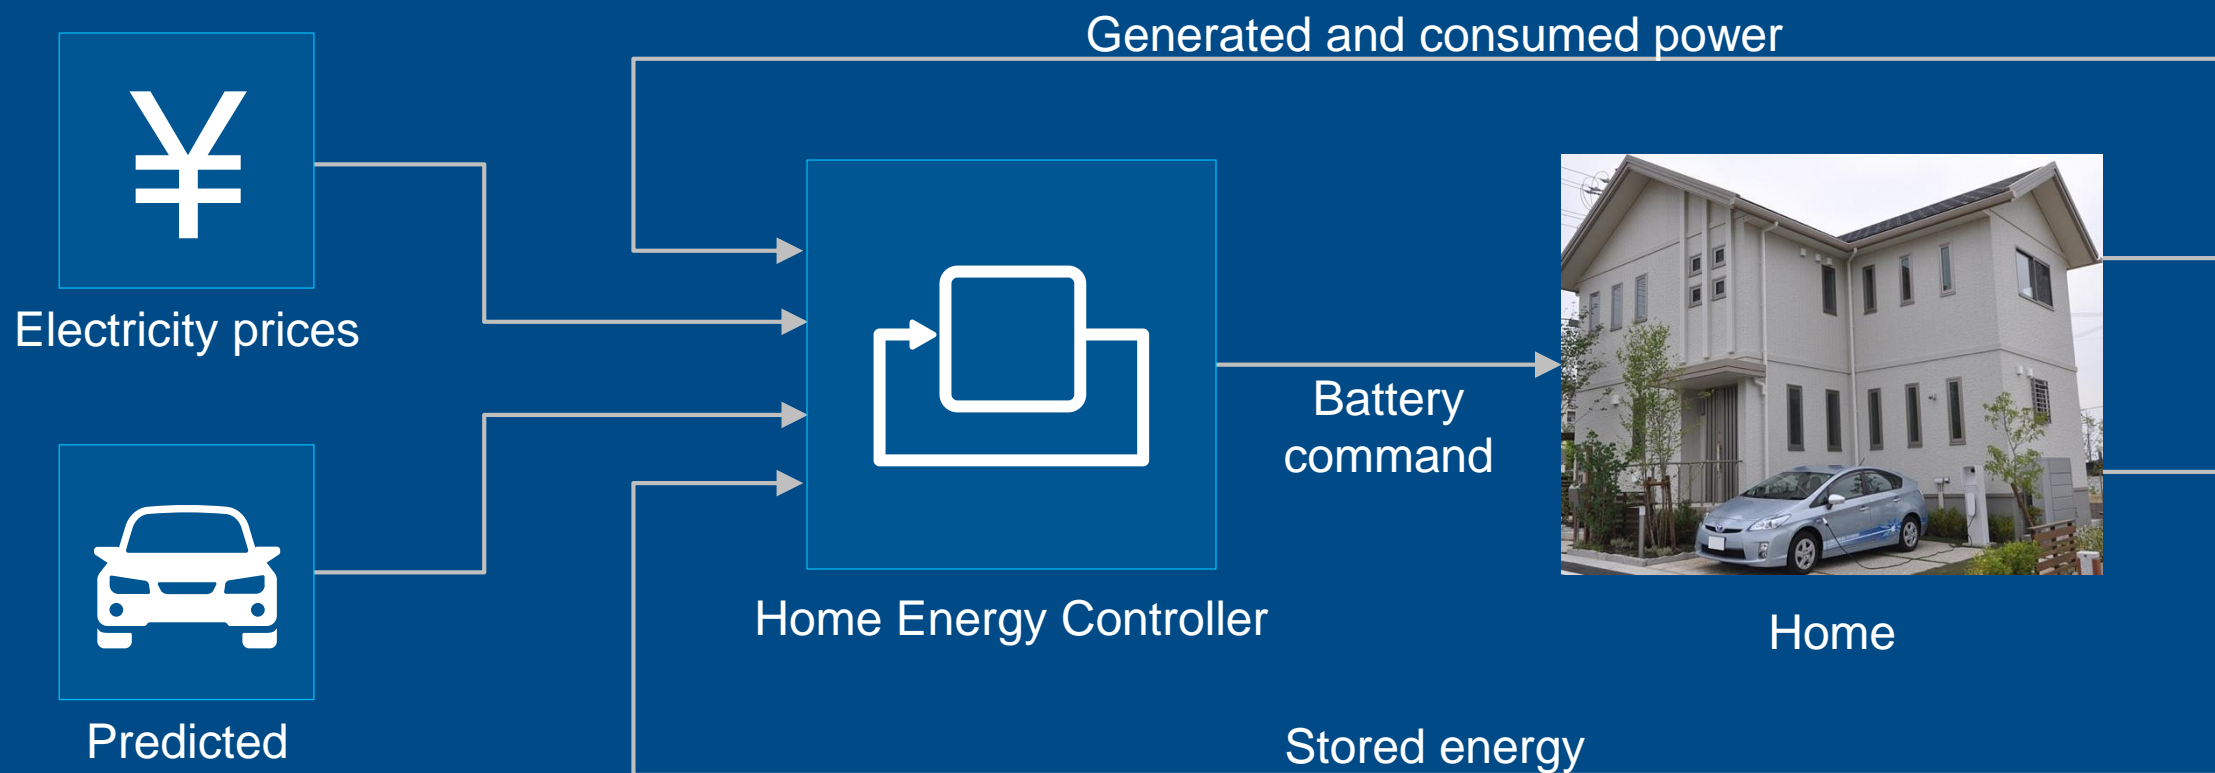 Generated and consumed power
¥
Electricity prices
Battery
command
Home Energy Controller
Home
Predicted
Stored energy